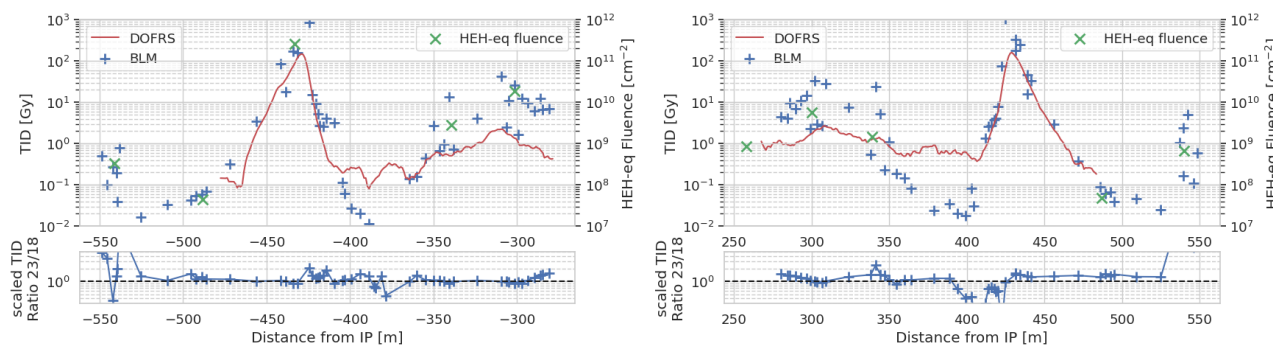 10³
10²
10¹
10⁰
10⁻¹
10⁻²
TID [Gy]
DOFRS
BLM
HEH-eq fluence
10¹²
10¹¹
10¹⁰
10⁹
10⁸
10⁷
HEH-eq Fluence [cm⁻²]
scaled TID
Ratio 23/18
10⁰
−550 −500 −450 −400 −350 −300
Distance from IP [m]
10³
10²
10¹
10⁰
10⁻¹
10⁻²
TID [Gy]
DOFRS
BLM
HEH-eq fluence
10¹²
10¹¹
10¹⁰
10⁹
10⁸
10⁷
HEH-eq Fluence [cm⁻²]
scaled TID
Ratio 23/18
10⁰
250 300 350 400 450 500 550
Distance from IP [m]